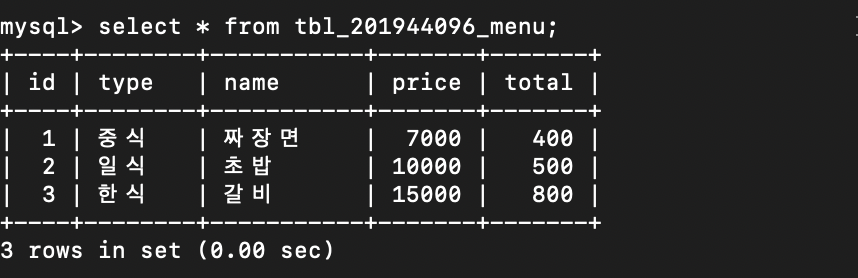 mysql> select * from tbl_201944096_menu;
+----+--------+-----------+-------+-------+
| id | type   | name      | price | total |
+----+--------+-----------+-------+-------+
|  1 | 중식   | 짜장면    |  7000 |   400 |
|  2 | 일식   | 초밥      | 10000 |   500 |
|  3 | 한식   | 갈비      | 15000 |   800 |
+----+--------+-----------+-------+-------+
3 rows in set (0.00 sec)